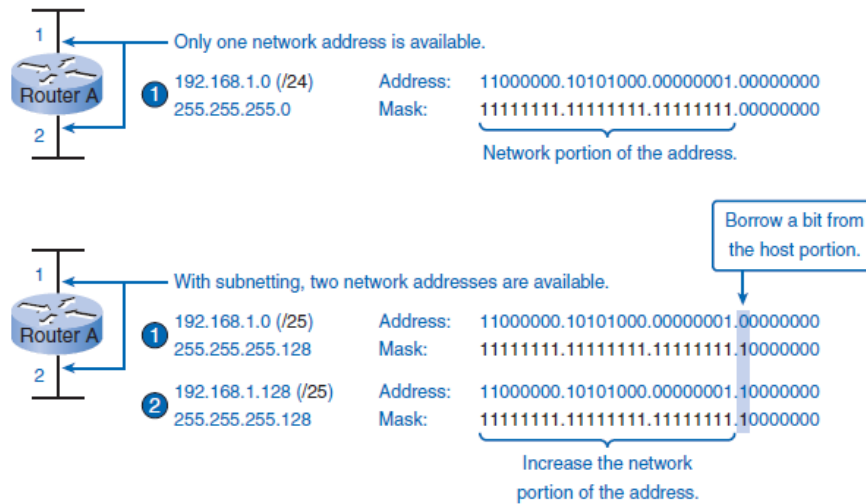 1
Only one network address is available.
Router A
1
192.168.1.0 (/24) Address: 11000000.10101000.00000001.00000000
255.255.255.0 Mask: 11111111.11111111.11111111.00000000
2
Network portion of the address.
Borrow a bit from
the host portion.
1
With subnetting, two network addresses are available.
Router A
1
192.168.1.0 (/25) Address: 11000000.10101000.00000001.00000000
255.255.255.128 Mask: 11111111.11111111.11111111.10000000
2
2
192.168.1.128 (/25) Address: 11000000.10101000.00000001.10000000
255.255.255.128 Mask: 11111111.11111111.11111111.10000000
Increase the network
portion of the address.